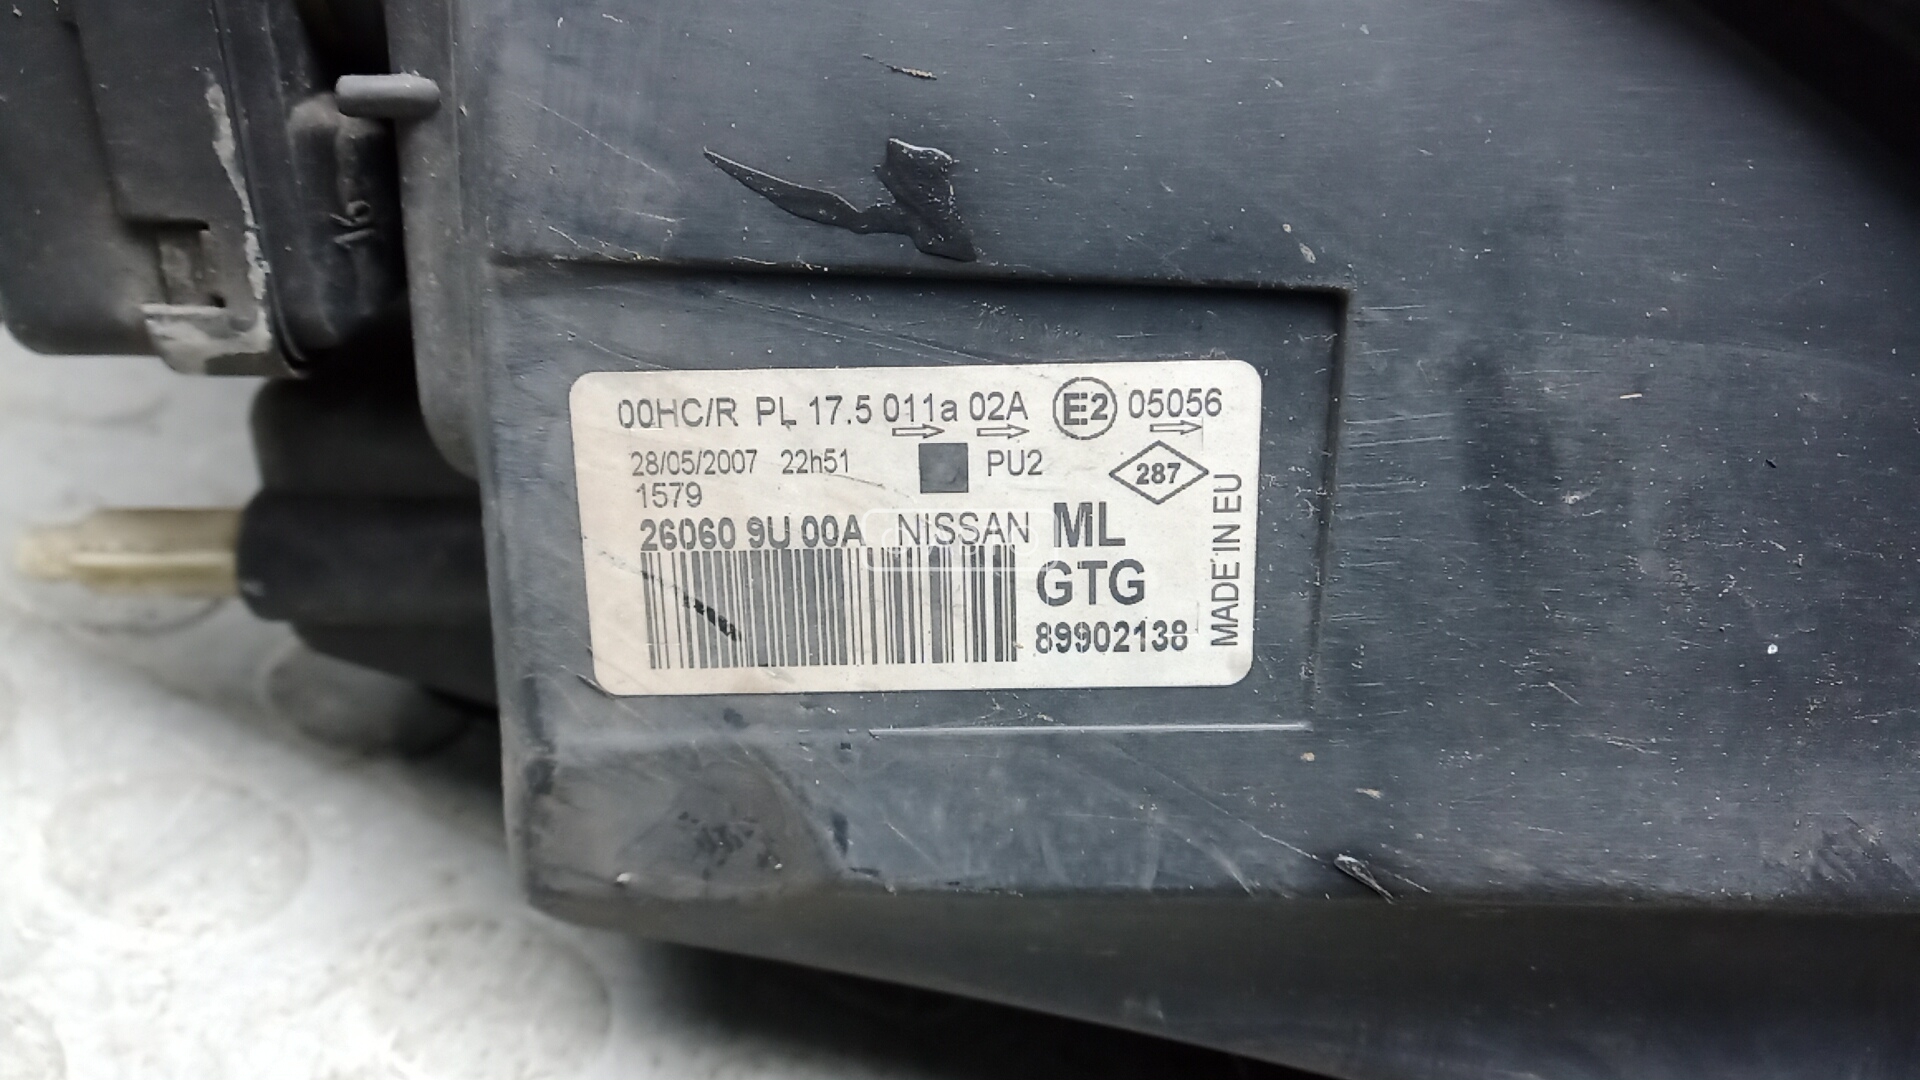 00HC/R PL 17.5 011a 02A E2 05056
28/05/2007 22h51 PU2 287
1579
26060 9U 00A NISSAN ML
GTG
89902138
MADE IN EU
16